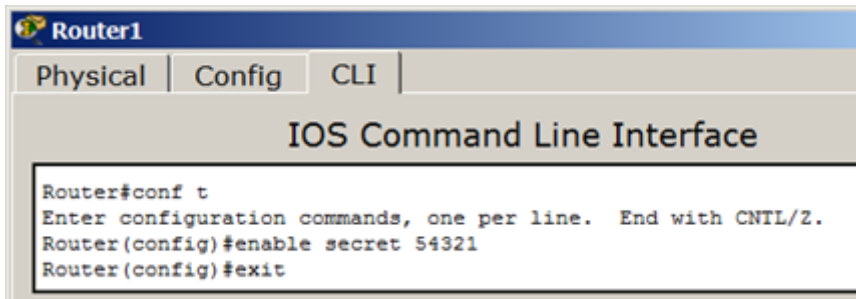 Router1
Physical Config CLI
IOS Command Line Interface
Router#conf t
Enter configuration commands, one per line. End with CNTL/Z.
Router(config)#enable secret 54321
Router(config)#exit